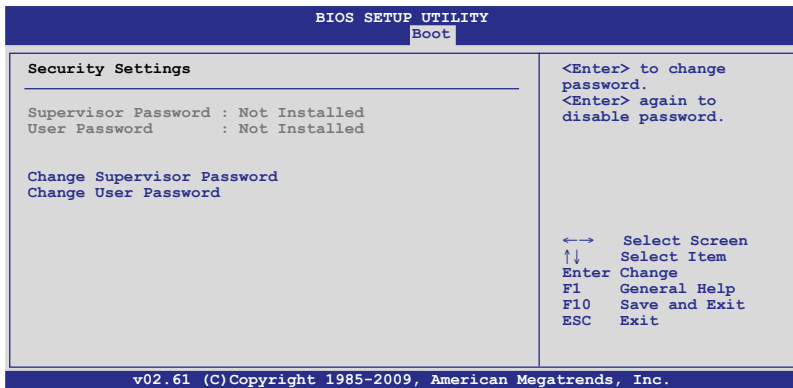 BIOS SETUP UTILITY
Boot
Security Settings
Supervisor Password : Not Installed
User Password : Not Installed
Change Supervisor Password
Change User Password
<Enter> to change
password.
<Enter> again to
disable password.
←→ Select Screen
↑↓ Select Item
Enter Change
F1 General Help
F10 Save and Exit
ESC Exit
v02.61 (C)Copyright 1985-2009, American Megatrends, Inc.